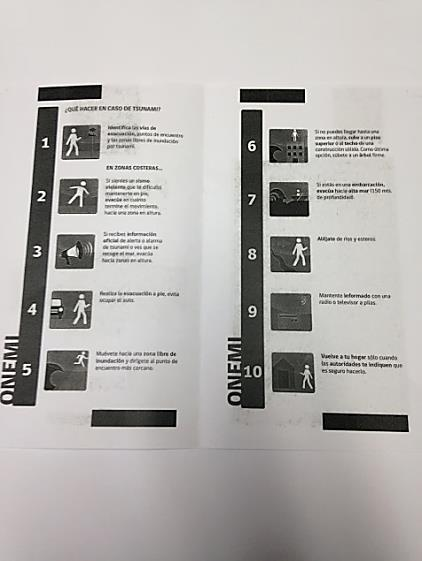 ¿QUÉ HACER EN CASO DE TSUNAMI?
1
Identifica las vías de
evacuación, puntos de encuentro
y las zonas libres de inundación
por tsunami.
EN ZONAS COSTERAS...
2
Si sientes un sismo
violento que te dificulta
mantenerte en pie,
evacúa en cuanto
termine el movimiento,
hacia una zona en altura.
3
Si recibes información
oficial de alerta o alarma
de tsunami o ves que se
recoge el mar, evacúa
hacia zonas en altura.
4
Realiza la evacuación a pie, evita
ocupar el auto.
5
Muévete hacia una zona libre de
inundación y dirígete al punto de
encuentro más cercano.
ONEMI
6
Si no puedes llegar hasta una
zona en altura, sube a un piso
superior o al techo de una
construcción sólida. Como última
opción, súbete a un árbol firme.
7
Si estás en una embarcación,
evacúa hacia alta mar (150 mts.
de profundidad).
8
Aléjate de ríos y esteros.
9
Mantente informado con una
radio o televisor a pilas.
10
Vuelve a tu hogar sólo cuando
las autoridades te indiquen que
es seguro hacerlo.
ONEMI